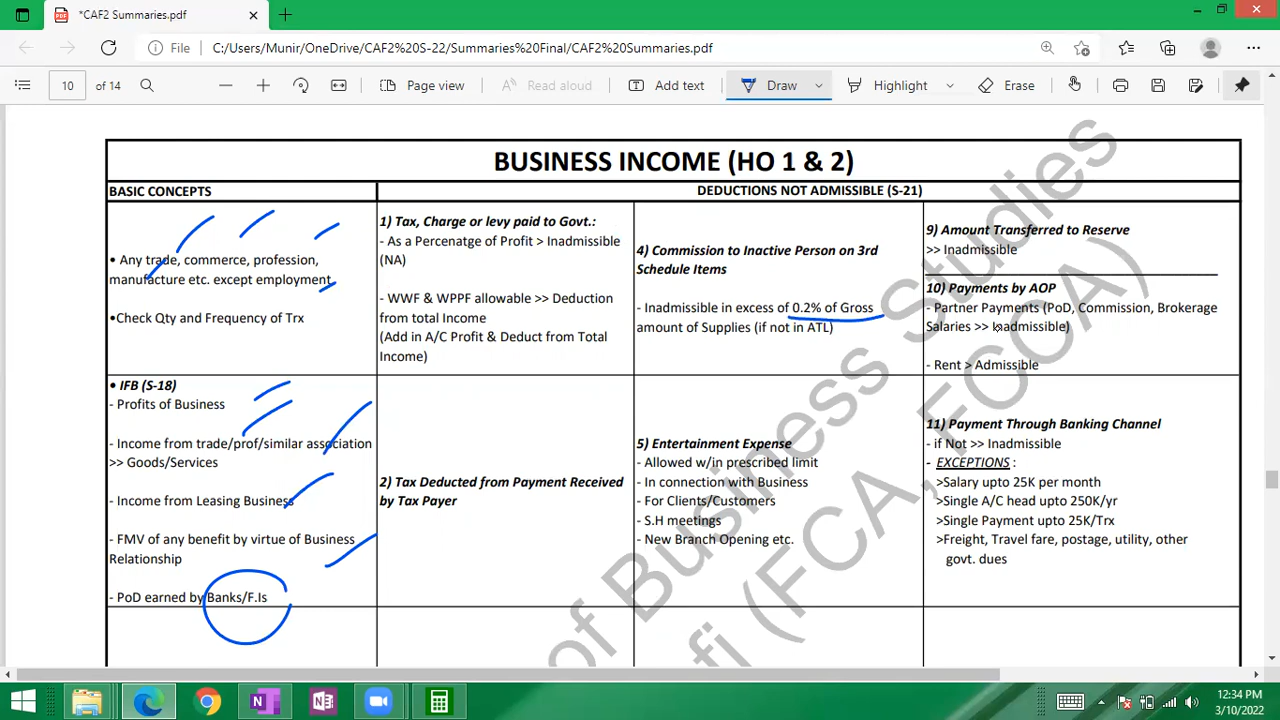 *CAF2 Summaries.pdf
File
C:/Users/Munir/OneDrive/CAF2%20S-22/Summaries%20Final/CAF2%20Summaries.pdf
10 of 14
Page view
Read aloud
Add text
Draw
Highlight
Erase
BUSINESS INCOME (HO 1 & 2)
BASIC CONCEPTS
DEDUCTIONS NOT ADMISSIBLE (S-21)
• Any trade, commerce, profession,
manufacture etc. except employment.
•Check Qty and Frequency of Trx
1) Tax, Charge or levy paid to Govt.:
- As a Percenatge of Profit > Inadmissible
(NA)
- WWF & WPPF allowable >> Deduction
from total Income
(Add in A/C Profit & Deduct from Total
Income)
4) Commission to Inactive Person on 3rd
Schedule Items
- Inadmissible in excess of 0.2% of Gross
amount of Supplies (if not in ATL)
9) Amount Transferred to Reserve
>> Inadmissible
10) Payments by AOP
- Partner Payments (PoD, Commission, Brokerage
Salaries >> Inadmissible)
- Rent > Admissible
• IFB (S-18)
- Profits of Business
- Income from trade/prof/similar association
>> Goods/Services
- Income from Leasing Business
- FMV of any benefit by virtue of Business
Relationship
- PoD earned by Banks/F.Is
2) Tax Deducted from Payment Received
by Tax Payer
5) Entertainment Expense
- Allowed w/in prescribed limit
- In connection with Business
- For Clients/Customers
- S.H meetings
- New Branch Opening etc.
11) Payment Through Banking Channel
- if Not >> Inadmissible
- EXCEPTIONS :
>Salary upto 25K per month
>Single A/C head upto 250K/yr
>Single Payment upto 25K/Trx
>Freight, Travel fare, postage, utility, other
govt. dues
of Business Studies
fi (FCA, FCCA)
12:34 PM
3/10/2022